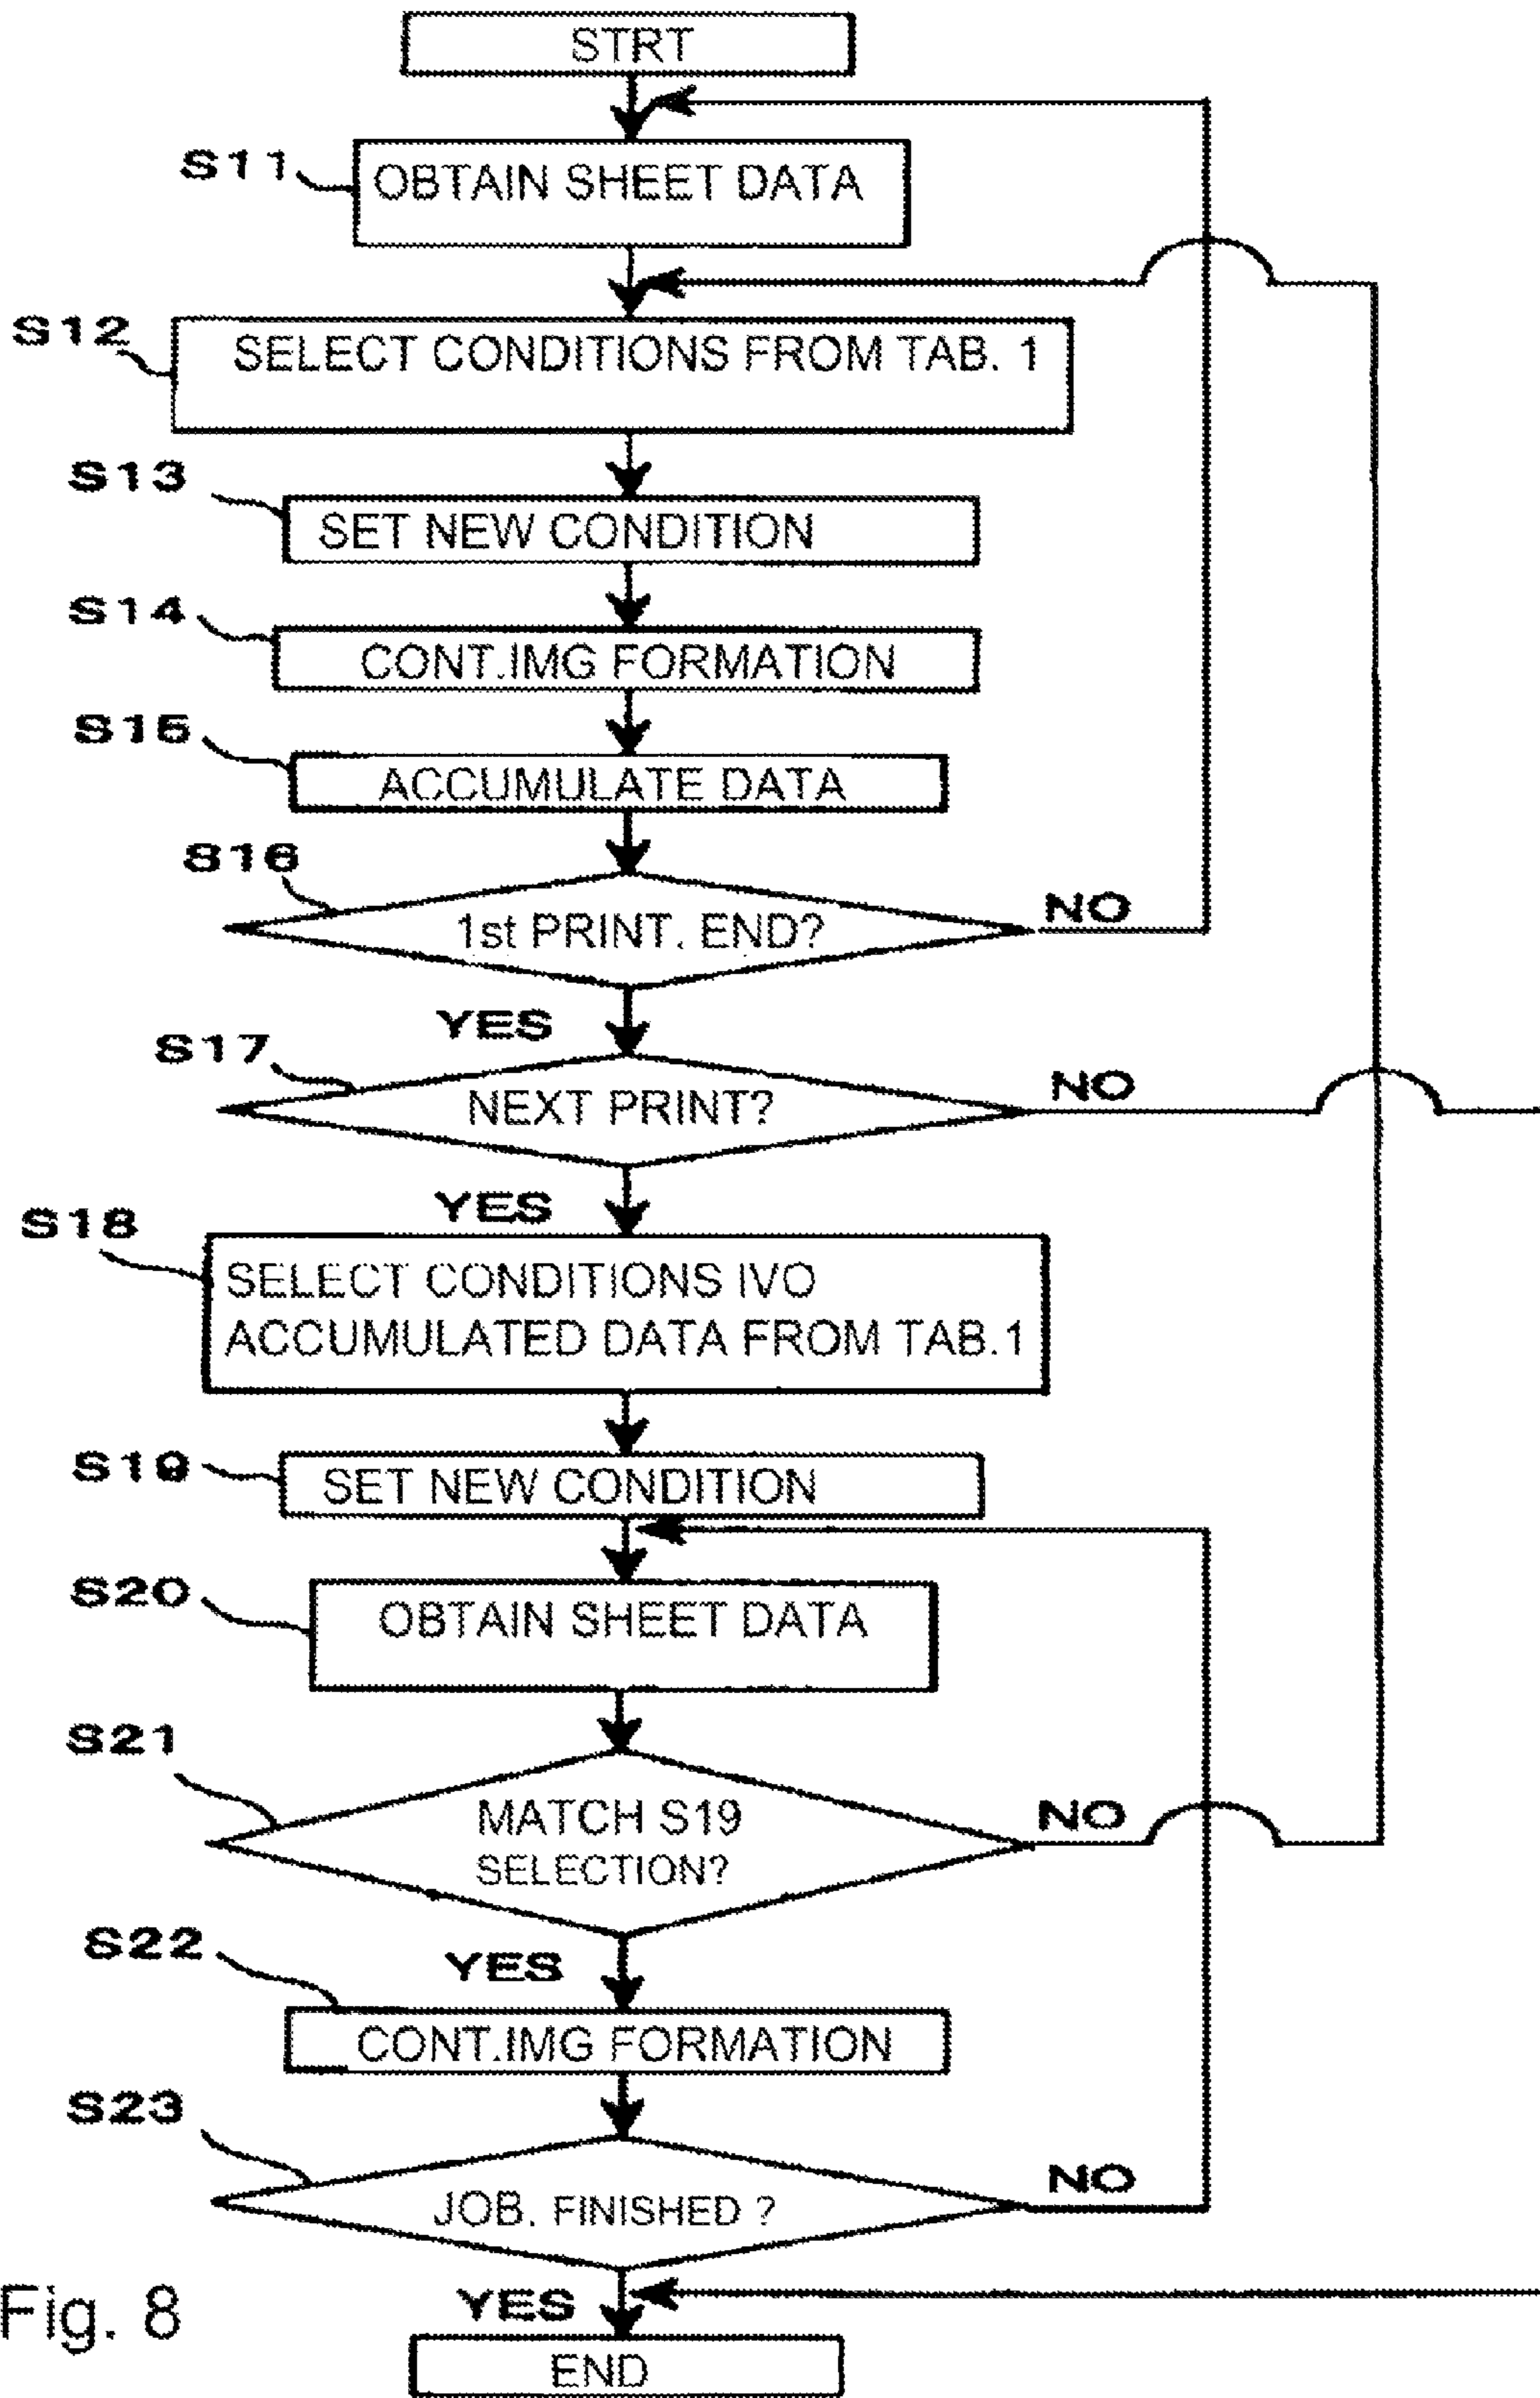 STRT
S11
OBTAIN SHEET DATA
S12
SELECT CONDITIONS FROM TAB. 1
S13
SET NEW CONDITION
S14
CONT.IMG FORMATION
S15
ACCUMULATE DATA
S16
1st PRINT. END?
NO
YES
S17
NEXT PRINT?
NO
YES
S18
SELECT CONDITIONS IVO
ACCUMULATED DATA FROM TAB.1
S19
SET NEW CONDITION
S20
OBTAIN SHEET DATA
S21
MATCH S19
SELECTION?
NO
YES
S22
CONT.IMG FORMATION
S23
JOB. FINISHED ?
NO
YES
END
Fig. 8